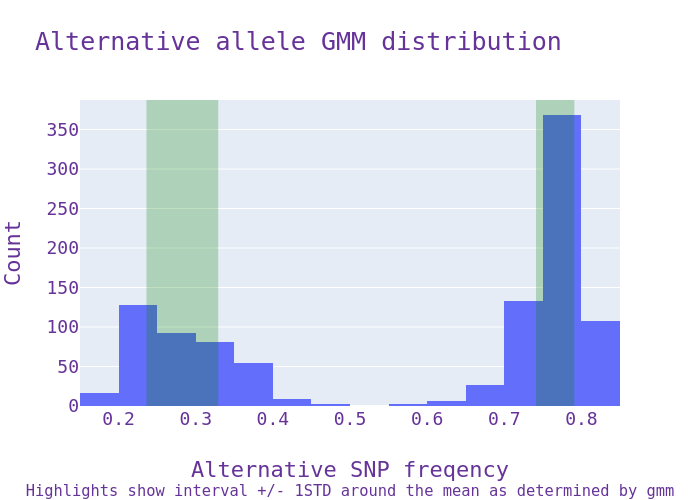 Alternative allele GMM distribution
350
300
250
200
150
100
50
0
Count
0.2 0.3 0.4 0.5 0.6 0.7 0.8
Alternative SNP freqency
Highlights show interval +/- 1STD around the mean as determined by gmm